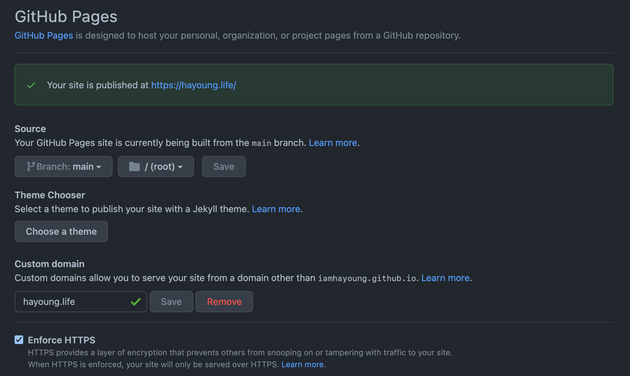 GitHub Pages
GitHub Pages is designed to host your personal, organization, or project pages from a GitHub repository.
Your site is published at https://hayoung.life/
Source
Your GitHub Pages site is currently being built from the main branch. Learn more.
Branch: main / (root) Save
Theme Chooser
Select a theme to publish your site with a Jekyll theme. Learn more.
Choose a theme
Custom domain
Custom domains allow you to serve your site from a domain other than iamhayoung.github.io. Learn more.
hayoung.life Save Remove
Enforce HTTPS
HTTPS provides a layer of encryption that prevents others from snooping on or tampering with traffic to your site.
When HTTPS is enforced, your site will only be served over HTTPS. Learn more.